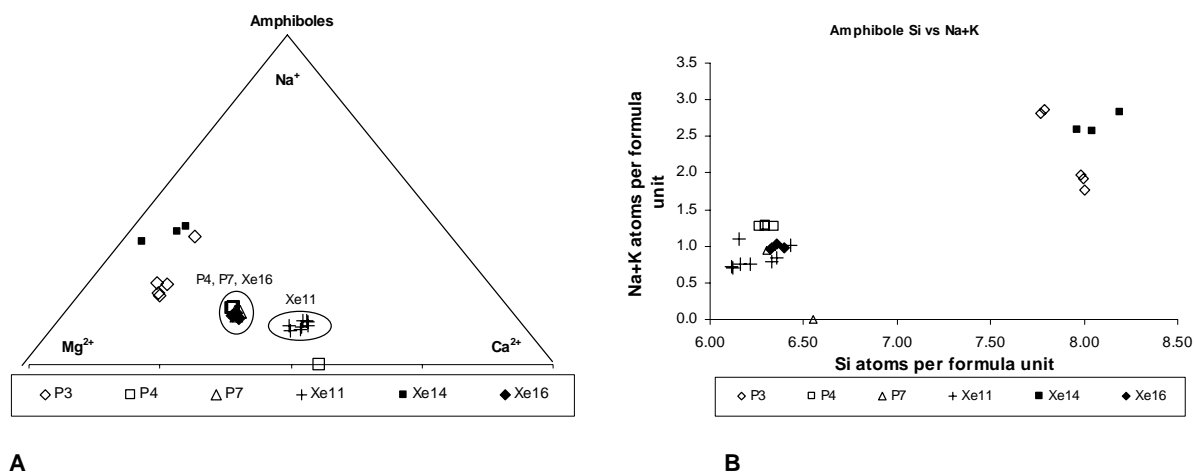 Amphiboles
Na+
P4, P7, Xe16
Xe11
Mg2+
Ca2+
P3 P4 P7 Xe11 Xe14 Xe16
A
Amphibole Si vs Na+K
Na+K atoms per formula
unit
3.5
3.0
2.5
2.0
1.5
1.0
0.5
0.0
6.00 6.50 7.00 7.50 8.00 8.50
Si atoms per formula unit
P3 P4 P7 Xe11 Xe14 Xe16
B